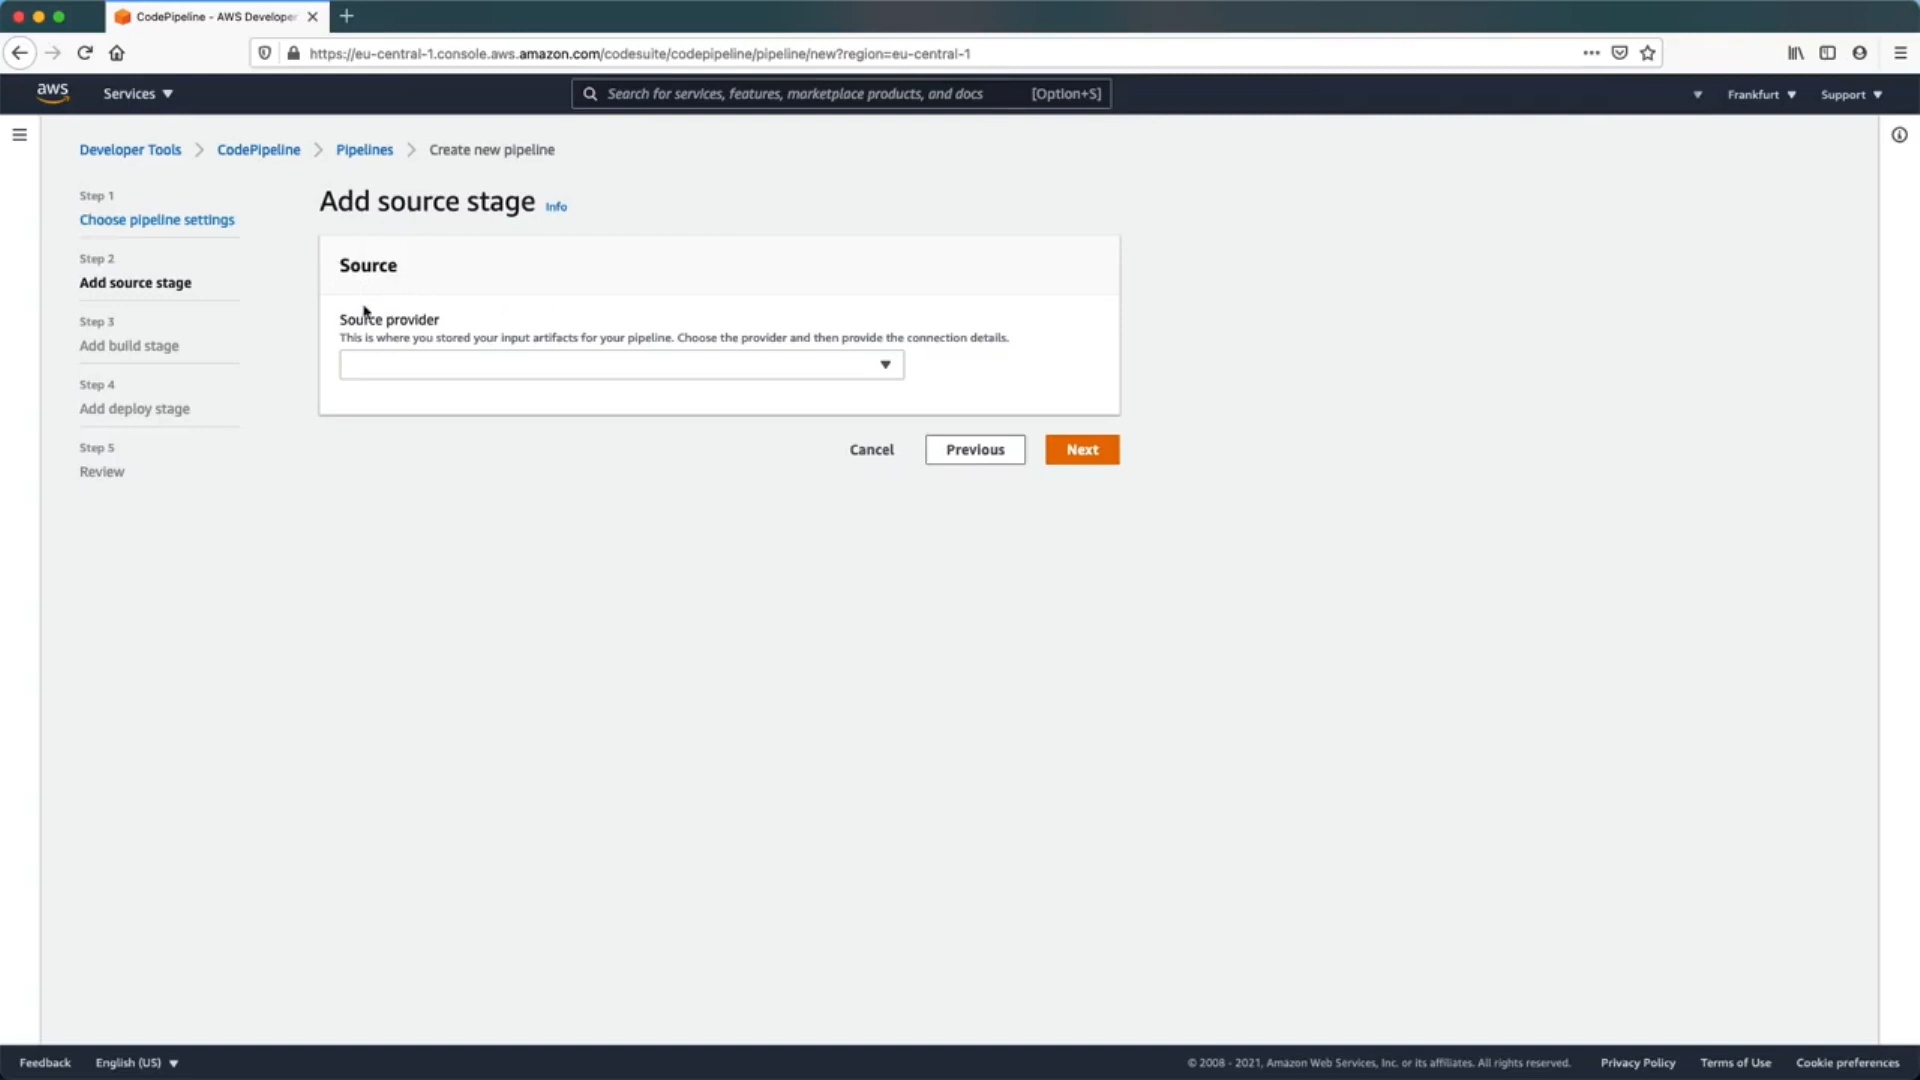 CodePipeline - AWS Developer
https://eu-central-1.console.aws.amazon.com/codesuite/codepipeline/pipeline/new?region=eu-central-1
aws
Services
Search for services, features, marketplace products, and docs
[Option+S]
Frankfurt
Support
Developer Tools
CodePipeline
Pipelines
Create new pipeline
Step 1
Choose pipeline settings
Step 2
Add source stage
Step 3
Add build stage
Step 4
Add deploy stage
Step 5
Review
Add source stage Info
Source
Source provider
This is where you stored your input artifacts for your pipeline. Choose the provider and then provide the connection details.
Cancel
Previous
Next
Feedback
English (US)
© 2008 - 2021, Amazon Web Services, Inc. or its affiliates. All rights reserved.
Privacy Policy
Terms of Use
Cookie preferences